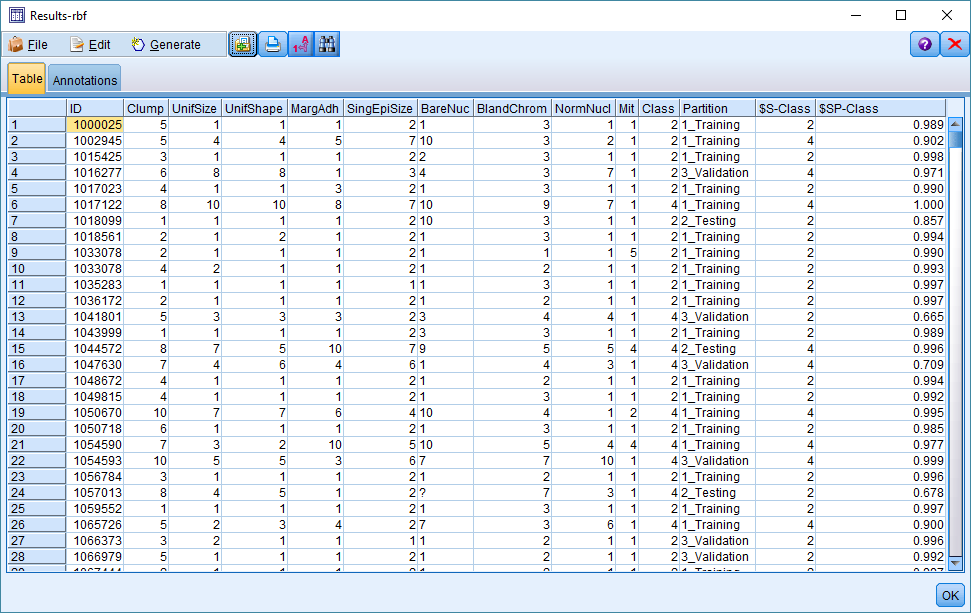 Results-rbf
File Edit Generate
Table Annotations
ID Clump UnifSize UnifShape MargAdh SingEpiSize BareNuc BlandChrom NormNucl Mit Class Partition $S-Class $SP-Class
1 1000025 5 1 1 1 2 1 3 1 1 2 1_Training 2 0.989
2 1002945 5 4 4 5 7 10 3 2 1 2 1_Training 4 0.902
3 1015425 3 1 1 1 2 2 3 1 1 2 1_Training 2 0.998
4 1016277 6 8 8 1 3 4 3 7 1 2 3_Validation 4 0.971
5 1017023 4 1 1 3 2 1 3 1 1 2 1_Training 2 0.990
6 1017122 8 10 10 8 7 10 9 7 1 4 1_Training 4 1.000
7 1018099 1 1 1 1 2 10 3 1 1 2 2_Testing 2 0.857
8 1018561 2 1 2 1 2 1 3 1 1 2 1_Training 2 0.994
9 1033078 2 1 1 1 2 1 1 1 5 2 1_Training 2 0.990
10 1033078 4 2 1 1 2 1 2 1 1 2 1_Training 2 0.993
11 1035283 1 1 1 1 1 1 3 1 1 2 1_Training 2 0.997
12 1036172 2 1 1 1 2 1 2 1 1 2 1_Training 2 0.997
13 1041801 5 3 3 3 2 3 4 4 1 4 3_Validation 2 0.665
14 1043999 1 1 1 1 2 3 3 1 1 2 1_Training 2 0.989
15 1044572 8 7 5 10 7 9 5 5 4 4 2_Testing 4 0.996
16 1047630 7 4 6 4 6 1 4 3 1 4 3_Validation 4 0.709
17 1048672 4 1 1 1 2 1 2 1 1 2 1_Training 2 0.994
18 1049815 4 1 1 1 2 1 3 1 1 2 1_Training 2 0.992
19 1050670 10 7 7 6 4 10 4 1 2 4 1_Training 4 0.995
20 1050718 6 1 1 1 2 1 3 1 1 2 1_Training 2 0.985
21 1054590 7 3 2 10 5 10 5 4 4 4 1_Training 4 0.977
22 1054593 10 5 5 3 6 7 7 10 1 4 3_Validation 4 0.999
23 1056784 3 1 1 1 2 1 2 1 1 2 1_Training 2 0.996
24 1057013 8 4 5 1 2 ? 7 3 1 4 2_Testing 2 0.678
25 1059552 1 1 1 1 2 1 3 1 1 2 1_Training 2 0.997
26 1065726 5 2 3 4 2 7 3 6 1 4 1_Training 4 0.900
27 1066373 3 2 1 1 1 1 2 1 1 2 3_Validation 2 0.996
28 1066979 5 1 1 1 2 1 2 1 1 2 3_Validation 2 0.992
OK